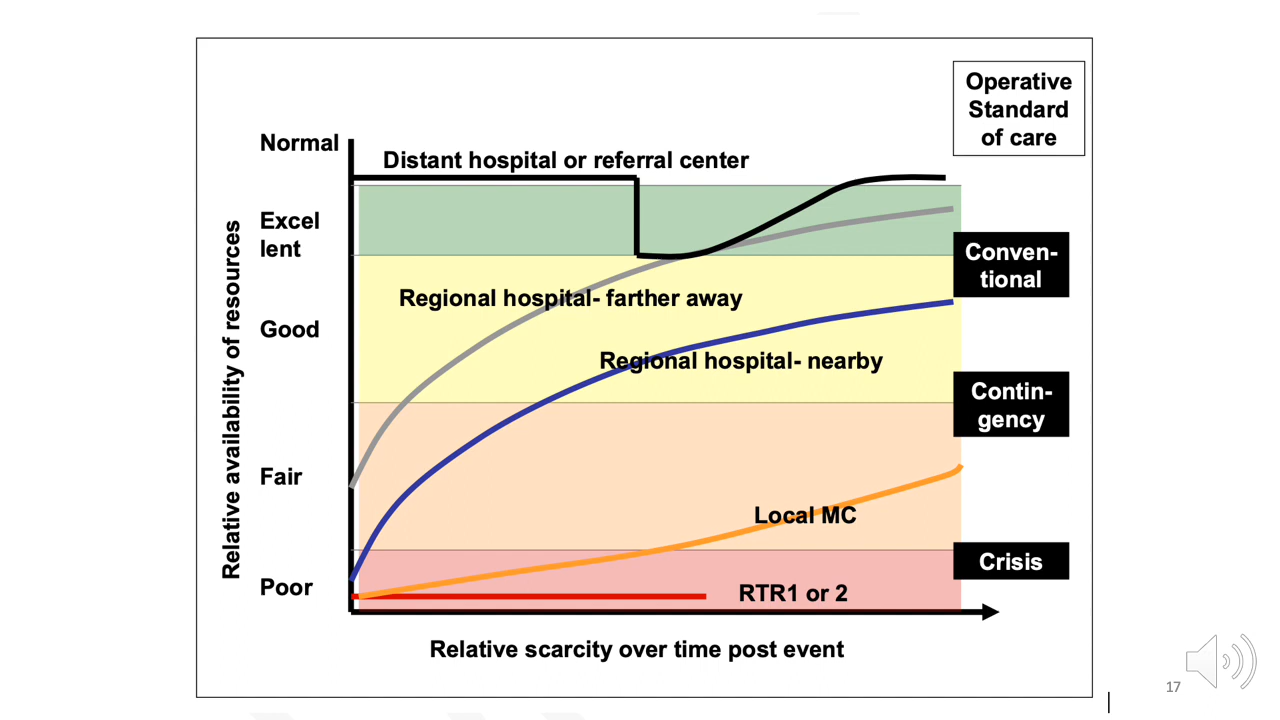 Operative
Standard
of care
Normal
Distant hospital or referral center
Excel
lent
Conven-
tional
Regional hospital- farther away
Good
Regional hospital- nearby
Contin-
gency
Fair
Local MC
Crisis
Poor
RTR1 or 2
Relative availability of resources
Relative scarcity over time post event
17